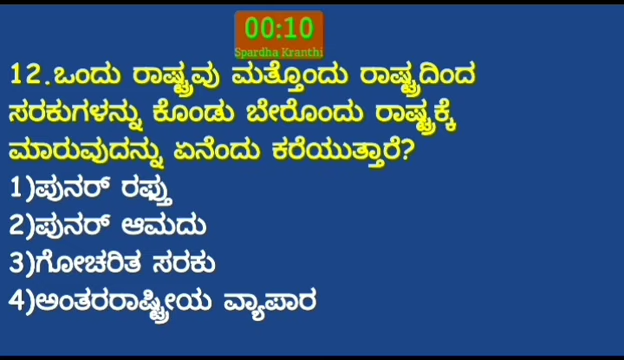 00:10
Spardha Kranthi
12.ಒಂದು ರಾಷ್ಟ್ರವು ಮತ್ತೊಂದು ರಾಷ್ಟ್ರದಿಂದ
ಸರಕುಗಳನ್ನು ಕೊಂಡು ಬೇರೊಂದು ರಾಷ್ಟ್ರಕ್ಕೆ
ಮಾರುವುದನ್ನು ಏನೆಂದು ಕರೆಯುತ್ತಾರೆ?
1)ಪುನರ್ ರಫ್ತು
2)ಪುನರ್ ಆಮದು
3)ಗೋಚರಿತ ಸರಕು
4)ಅಂತರರಾಷ್ಟ್ರೀಯ ವ್ಯಾಪಾರ